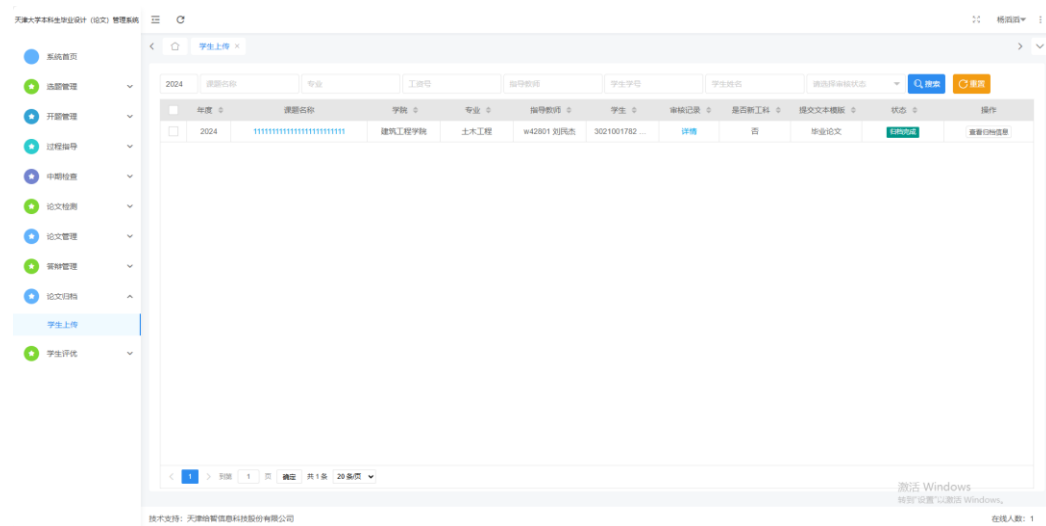 天津大学本科生毕业设计（论文）管理系统
杨滔滔
学生上传
系统首页
选题管理
开题管理
过程指导
中期检查
论文检测
论文管理
答辩管理
论文归档
学生上传
学生评优
2024 课题名称 专业 工资号 指导教师 学生学号 学生姓名 请选择审核状态 搜索 重置
年度 课题名称 学院 专业 指导教师 学生 审核记录 是否新工科 提交文本模版 状态 操作
2024 建筑工程学院 土木工程 w42801 刘民杰 3021001782... 详情 否 毕业论文 归档完成 查看归档信息
1 到第 1 页 确定 共 1 条 20 条/页
激活 Windows
转到"设置"以激活 Windows。
技术支持：天津给智信息科技股份有限公司
在线人数：1